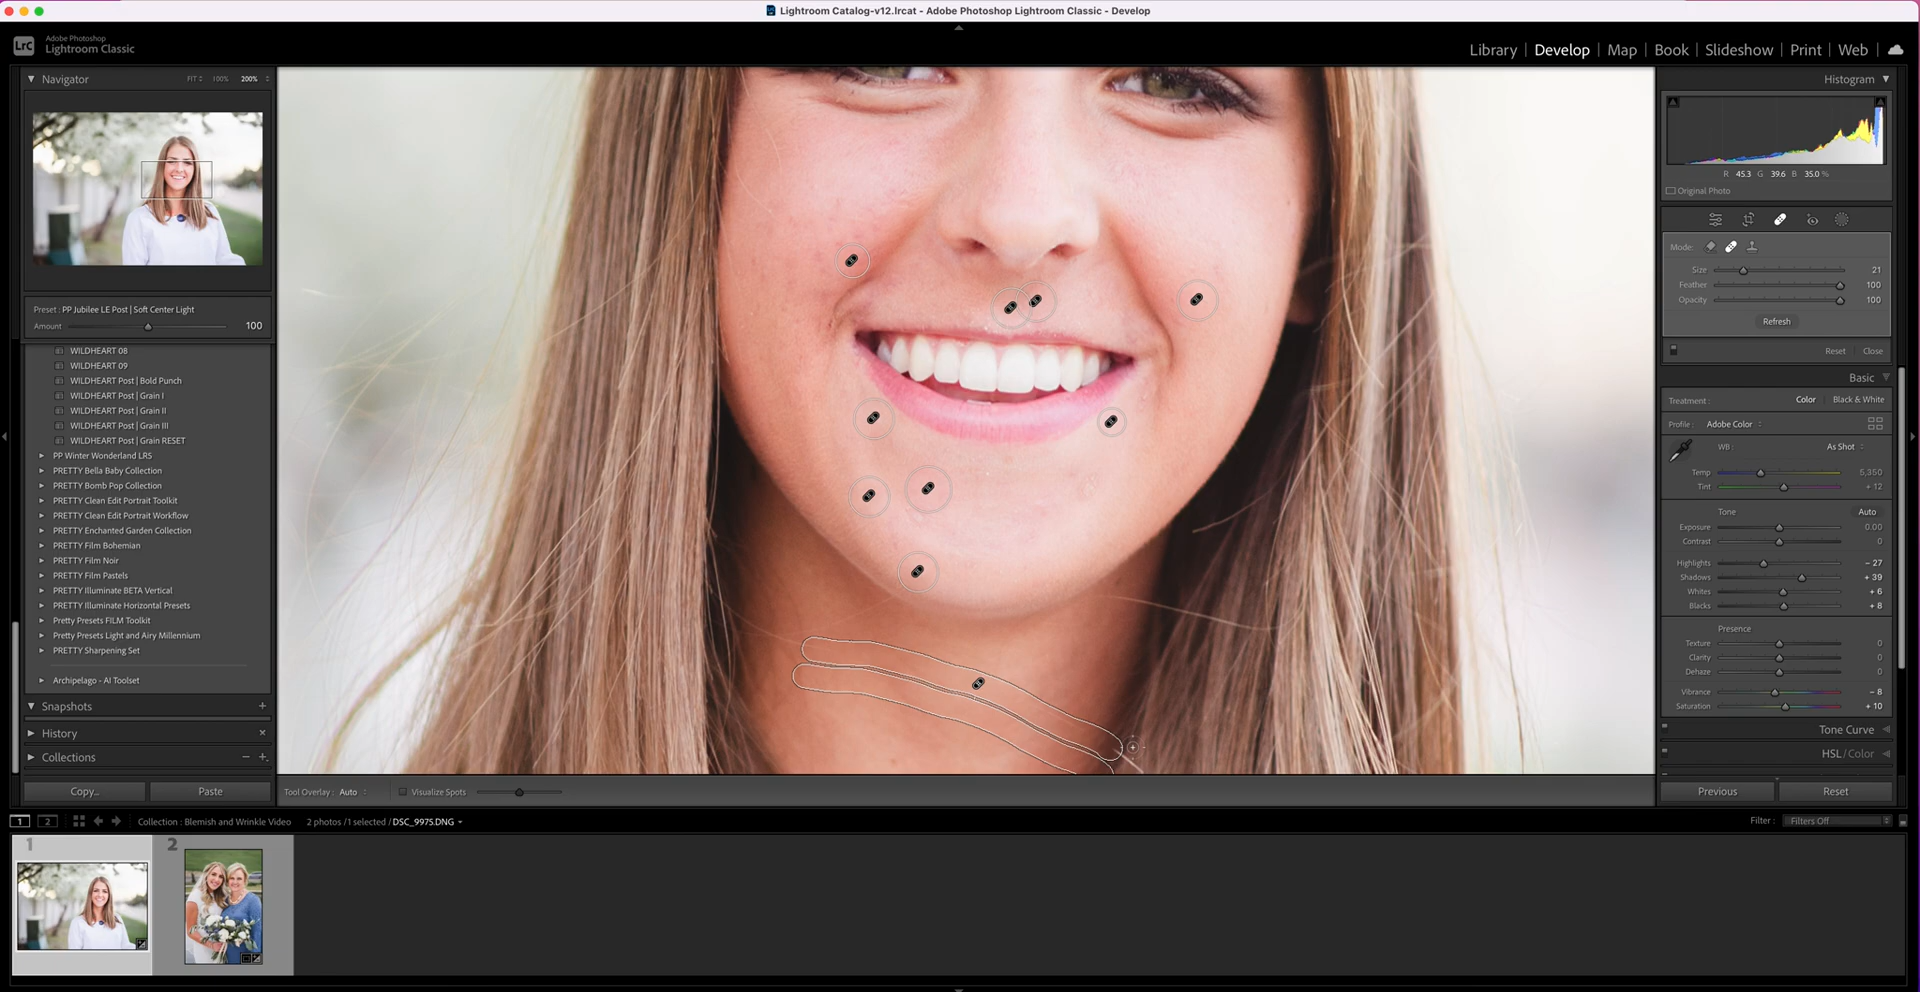 Lightroom Catalog-v12.lrcat - Adobe Photoshop Lightroom Classic - Develop
LrC
Adobe Photoshop
Lightroom Classic
Library | Develop | Map | Book | Slideshow | Print | Web
Navigator
FIT
100%
200%
Preset : PP Jubilee LE Post | Soft Center Light
Amount 100
WILDHEART 08
WILDHEART 09
WILDHEART Post | Bold Punch
WILDHEART Post | Grain I
WILDHEART Post | Grain II
WILDHEART Post | Grain III
WILDHEART Post | Grain RESET
PP Winter Wonderland LR5
PRETTY Bella Baby Collection
PRETTY Bomb Pop Collection
PRETTY Clean Edit Portrait Toolkit
PRETTY Clean Edit Portrait Workflow
PRETTY Enchanted Garden Collection
PRETTY Film Bohemian
PRETTY Film Noir
PRETTY Film Pastels
PRETTY Illuminate BETA Vertical
PRETTY Illuminate Horizontal Presets
Pretty Presets FILM Toolkit
Pretty Presets Light and Airy Millennium
PRETTY Sharpening Set
Archipelago - AI Toolset
Snapshots +
History ×
Collections − +
Copy...
Paste
Tool Overlay : Auto
Visualize Spots
Histogram
R 45.3 G 39.6 B 35.0 %
Original Photo
Mode:
Size 21
Feather 100
Opacity 100
Refresh
Reset Close
Basic
Treatment : Color | Black & White
Profile : Adobe Color
WB : As Shot
Temp 5,350
Tint + 12
Tone Auto
Exposure 0.00
Contrast 0
Highlights − 27
Shadows + 39
Whites + 6
Blacks + 8
Presence
Texture 0
Clarity 0
Dehaze 0
Vibrance − 8
Saturation + 10
Tone Curve
HSL / Color
Previous
Reset
1 2
Collection : Blemish and Wrinkle Video
2 photos / 1 selected / DSC_9975.DNG
Filter : Filters Off
1
2